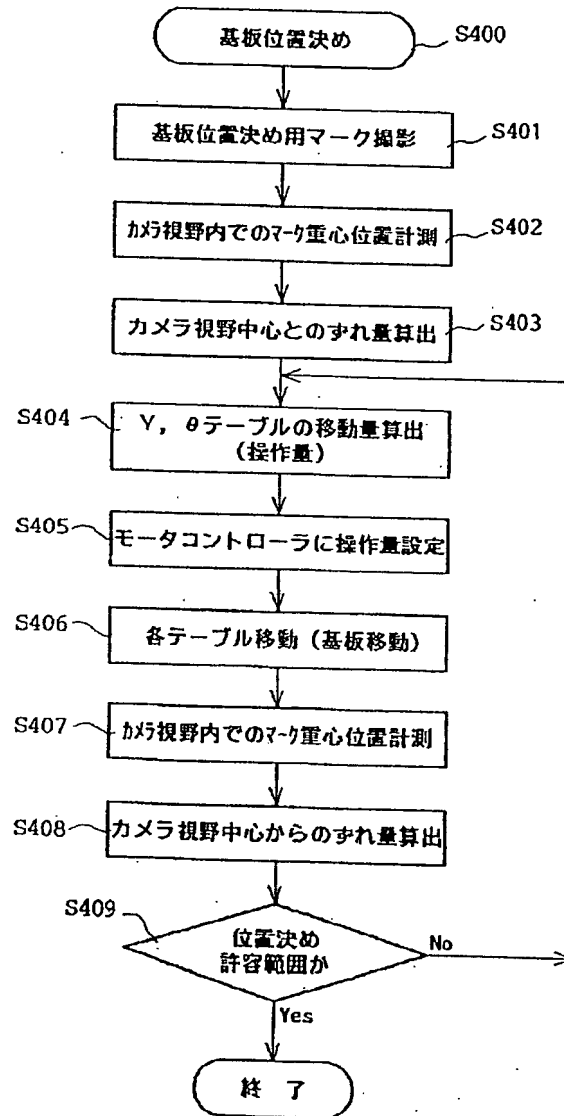 基板位置決め
S400
基板位置決め用マーク撮影
S401
カメラ視野内でのマーク重心位置計測
S402
カメラ視野中心とのずれ量算出
S403
S404
Y, θテーブルの移動量算出
(操作量)
S405
モータコントローラに操作量設定
S406
各テーブル移動(基板移動)
S407
カメラ視野内でのマーク重心位置計測
S408
カメラ視野中心からのずれ量算出
S409
位置決め
許容範囲か
No
Yes
終 了